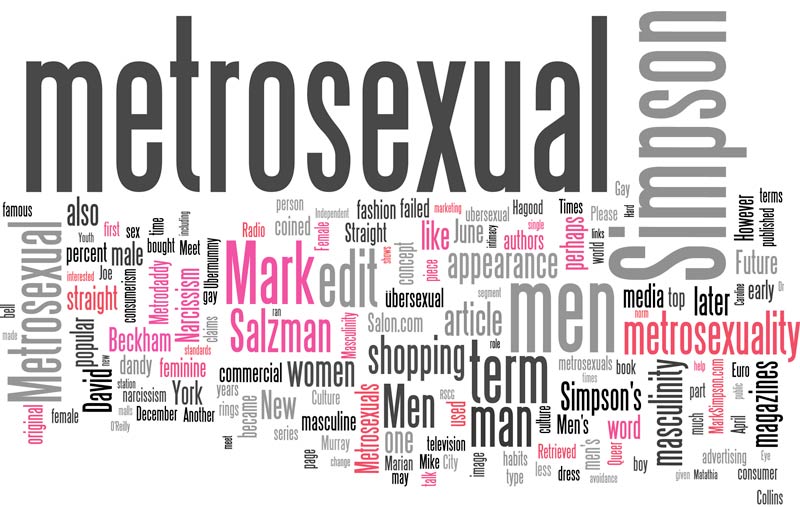 metrosexual
Simpson
famous
also
person
coined
Independent
fashion
failed
marketing
ubersexual
Hagood
Times
Gay
Please
Hard
However
terms
published
first
sex
time
including
Radio
Female
Straight
like
June
intimacy
single
authors
perhaps
world
links
Youth
percent
male
bought
Meet
Ubermummy
Metrosexual
interested
Joe
consumerism
Metrodaddy
Narcissism
gay
Mark
edit
shows
concept
piece
appearance
Future
straight
bell
made
übersexual
segment
men
media
top
later
Caroline
early
Dr
popular
Beckham
standards
claims
Salzman
ran
Masculinity
Salon.com
article
role
norm
metrosexuality
David
new
dandy
feminine
shopping
term
metrosexuals
times
book
help
Euro
station
narcissism
York
commercial
women
Simpson's
masculinity
part
MarkSimpson.com
public
magazines
original
female
malls
December
Another
years
rings
became
New
Culture
masculine
Metrosexuals
Men
RSCG
used
man
culture
Men's
word
much
April
O'Reilly
series
Murray
one
television
meet
page
change
Marian
Mike
City
may
talk
image
habits
type
Retrieved
less
dress
men's
avoidance
Queer
boy
advertising
Eye
given
Matathia
consumer
Collins